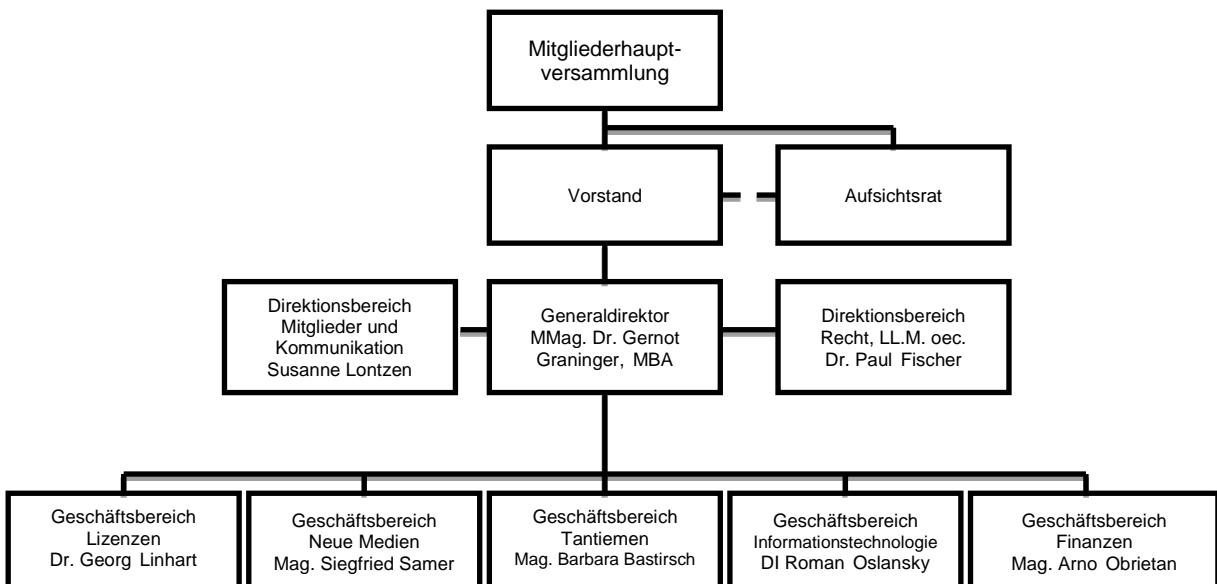 Mitgliederhaupt-
versammlung
Vorstand
Aufsichtsrat
Direktionsbereich
Mitglieder und
Kommunikation
Susanne Lontzen
Generaldirektor
MMag. Dr. Gernot
Graninger, MBA
Direktionsbereich
Recht, LL.M. oec.
Dr. Paul Fischer
Geschäftsbereich
Lizenzen
Dr. Georg Linhart
Geschäftsbereich
Neue Medien
Mag. Siegfried Samer
Geschäftsbereich
Tantiemen
Mag. Barbara Bastirsch
Geschäftsbereich
Informationstechnologie
DI Roman Oslansky
Geschäftsbereich
Finanzen
Mag. Arno Obrietan